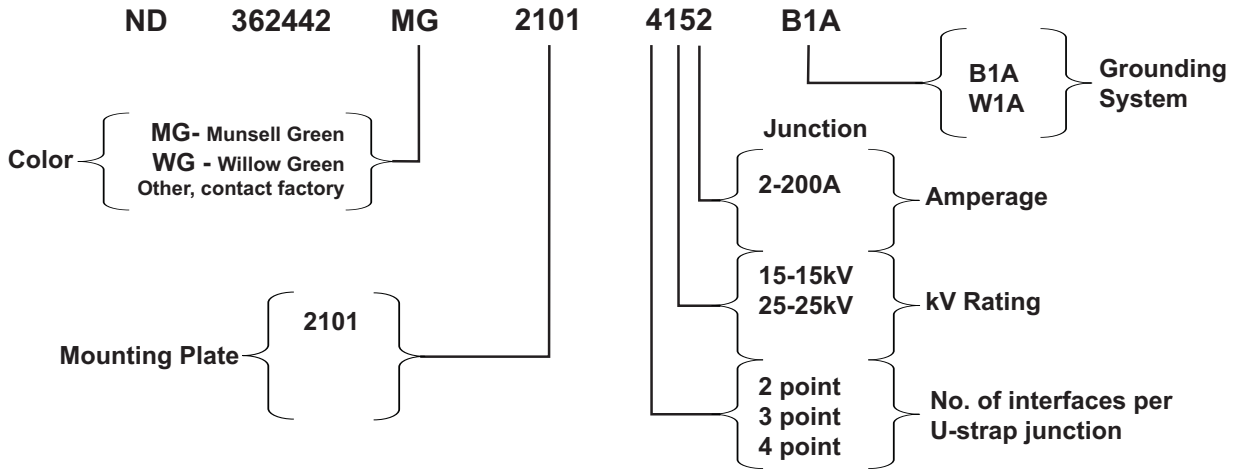 ND 362442 MG 2101 4152 B1A
B1A
W1A
Grounding
System
Color
MG- Munsell Green
WG - Willow Green
Other, contact factory
Junction
2-200A
Amperage
15-15kV
25-25kV
kV Rating
Mounting Plate
2101
2 point
3 point
4 point
No. of interfaces per
U-strap junction